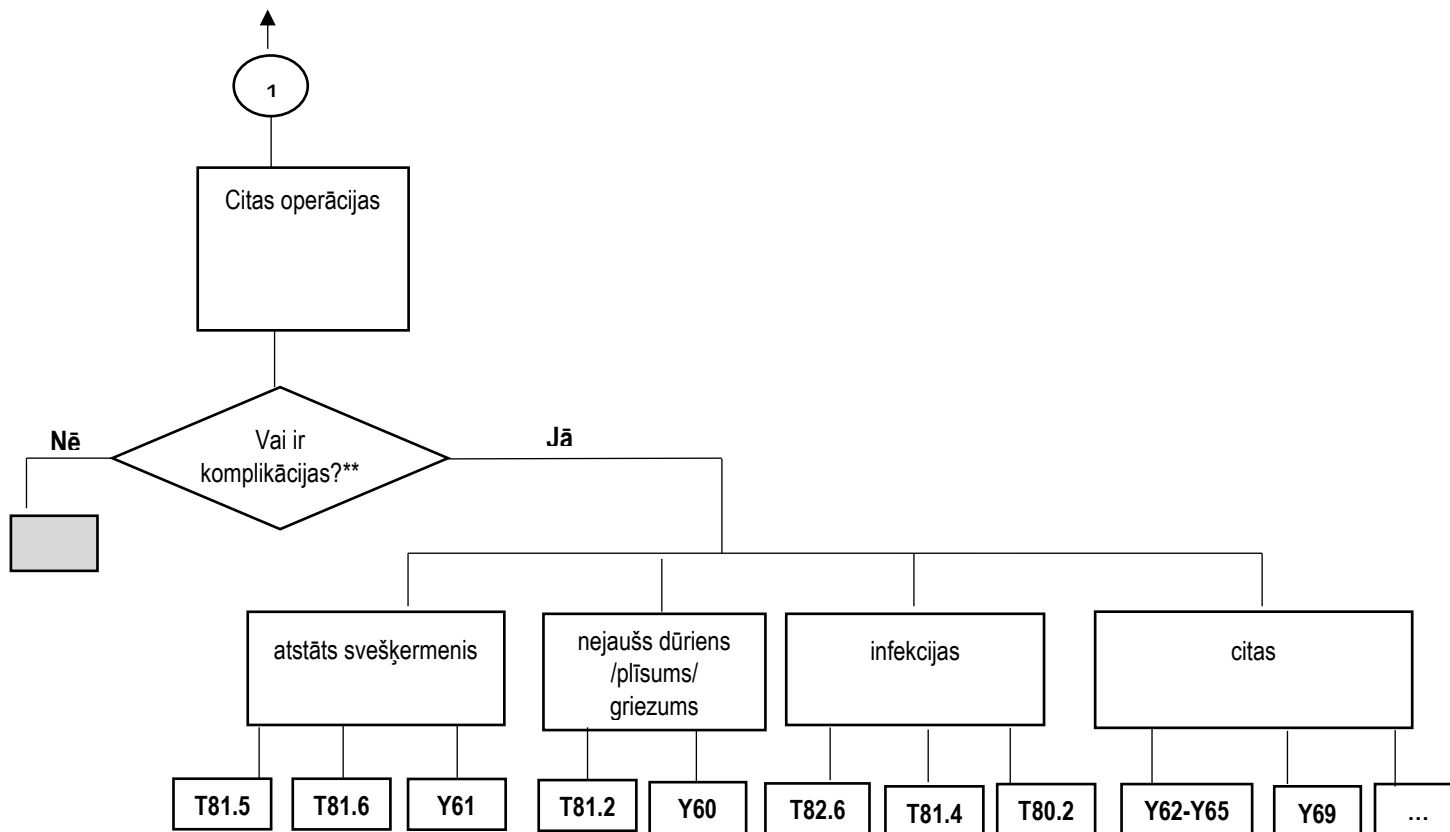 1
Citas operācijas
Nē
Vai ir
komplikācijas?**
Jā
atstāts svešķermenis
nejaušs dūriens
/plīsums/
griezums
infekcijas
citas
T81.5
T81.6
Y61
T81.2
Y60
T82.6
T81.4
T80.2
Y62-Y65
Y69
...